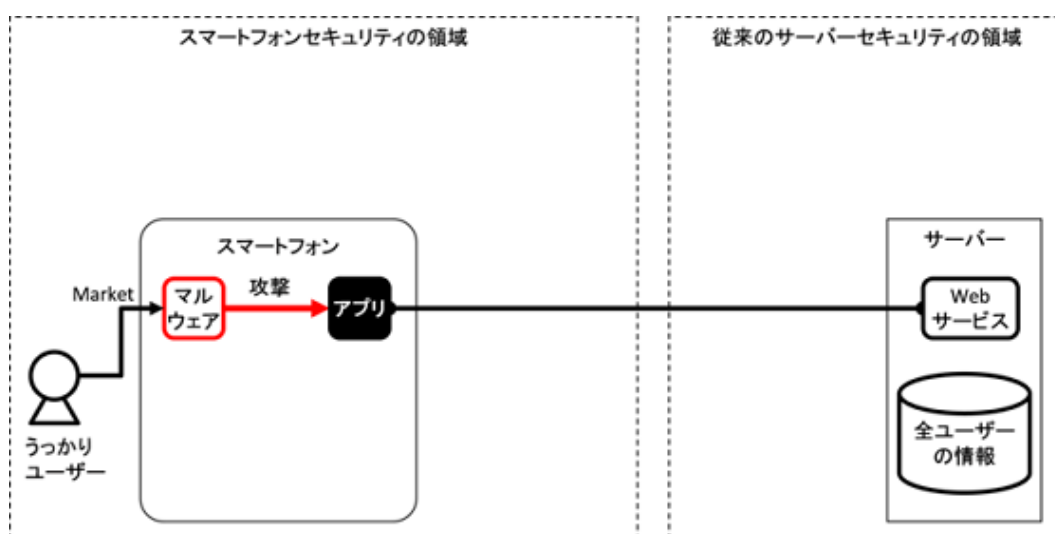 スマートフォンセキュリティの領域
従来のサーバーセキュリティの領域
スマートフォン
サーバー
Market
マル
ウェア
攻撃
アプリ
Web
サービス
うっかり
ユーザー
全ユーザー
の情報